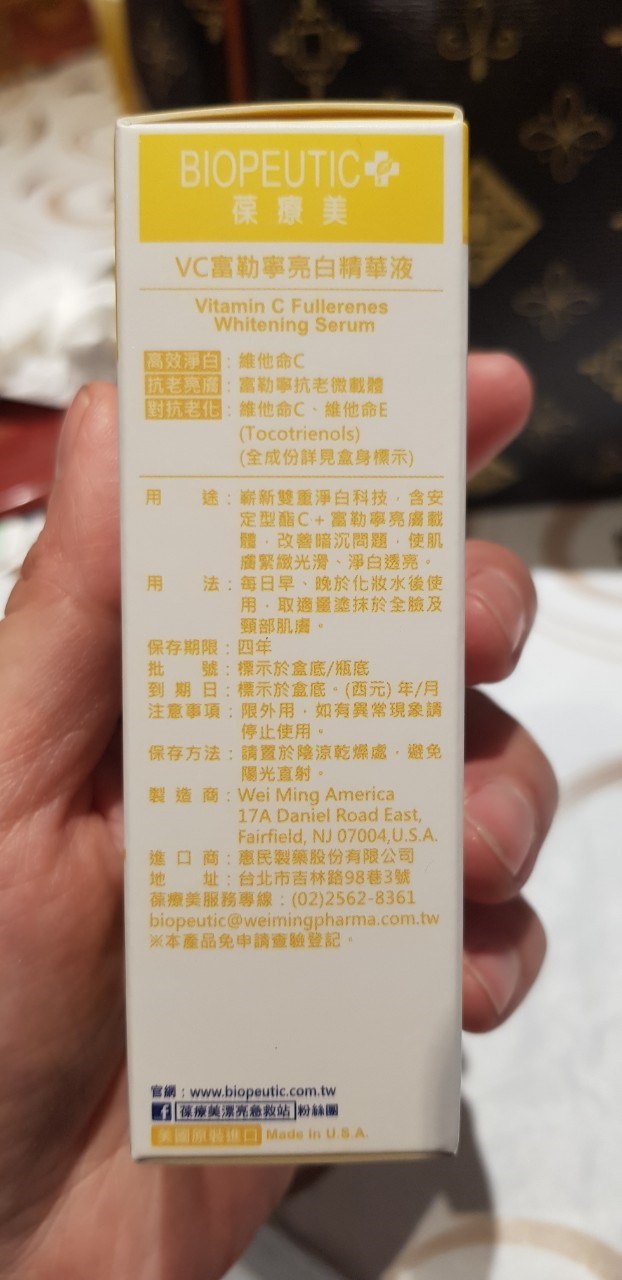 BIOPEUTIC
葆療美
VC富勒寧亮白精華液
Vitamin C Fullerenes
Whitening Serum
高效淨白：維他命C
抗老亮膚：富勒寧抗老微載體
對抗老化：維他命C、維他命E
(Tocotrienols)
(全成份詳見盒身標示)
用　　途：嶄新雙重淨白科技，含安
定型酯C+富勒寧亮膚載
體，改善暗沉問題，使肌
膚緊緻光滑、淨白透亮。
用　　法：每日早、晚於化妝水後使
用，取適量塗抹於全臉及
頸部肌膚。
保存期限：四年
批　　號：標示於盒底/瓶底
到 期 日：標示於盒底。(西元) 年/月
注意事項：限外用，如有異常現象請
停止使用。
保存方法：請置於陰涼乾燥處，避免
陽光直射。
製 造 商：Wei Ming America
17A Daniel Road East,
Fairfield, NJ 07004,U.S.A.
進 口 商：惠民製藥股份有限公司
地　　址：台北市吉林路98巷3號
葆療美服務專線：(02)2562-8361
biopeutic@weimingpharma.com.tw
※本產品免申請查驗登記。
官網：www.biopeutic.com.tw
f 葆療美漂亮急救站 粉絲團
美國原裝進口 Made in U.S.A.